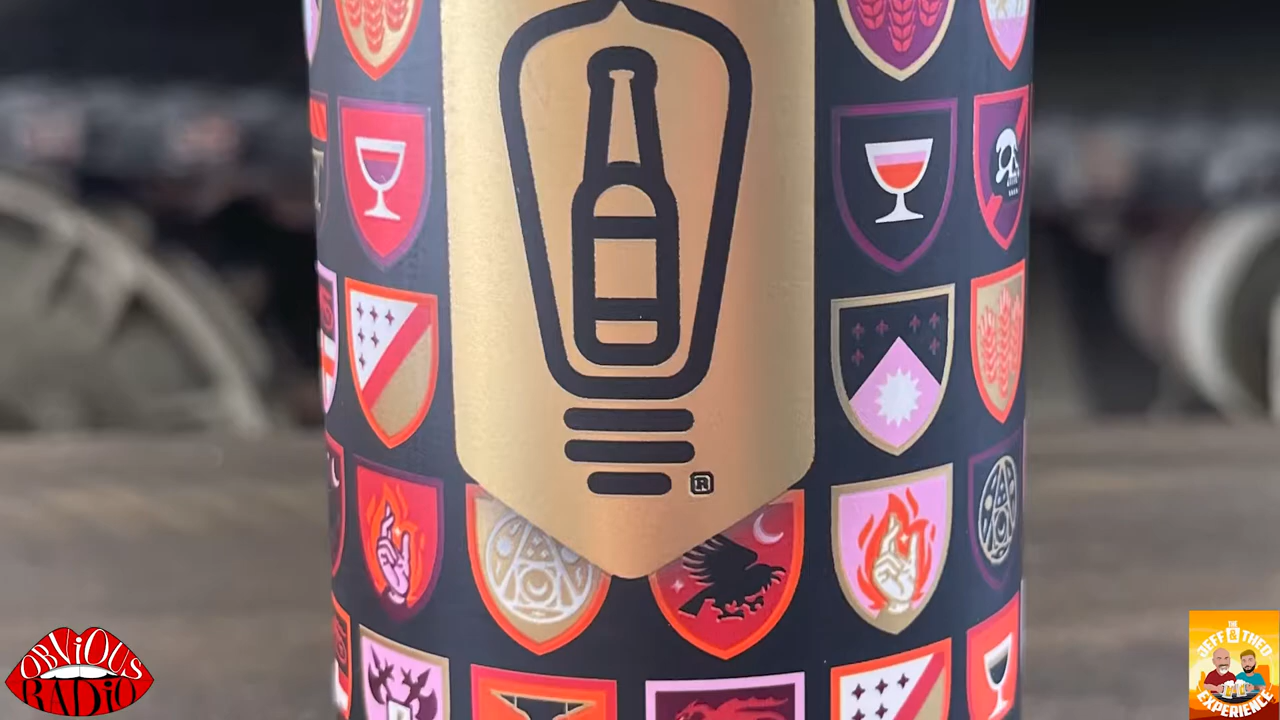 ®
OBViOUS
RADiO
THE
JEFF & THEO
EXPERIENCE